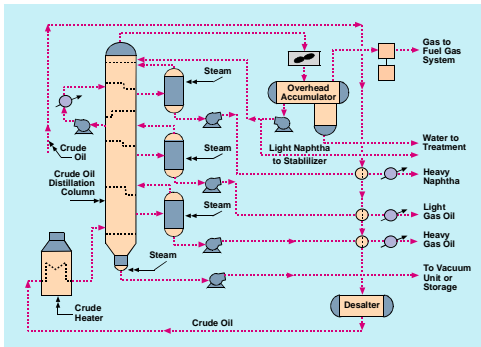 Gas to
Fuel Gas
System
Steam
Overhead
Accumulator
Water to
Treatment
Crude
Oil
Steam
Light Naphtha
to Stablilizer
Heavy
Naphtha
Crude Oil
Distillation
Column
Steam
Light
Gas Oil
Heavy
Gas Oil
Steam
To Vacuum
Unit or
Storage
Desalter
Crude
Heater
Crude Oil